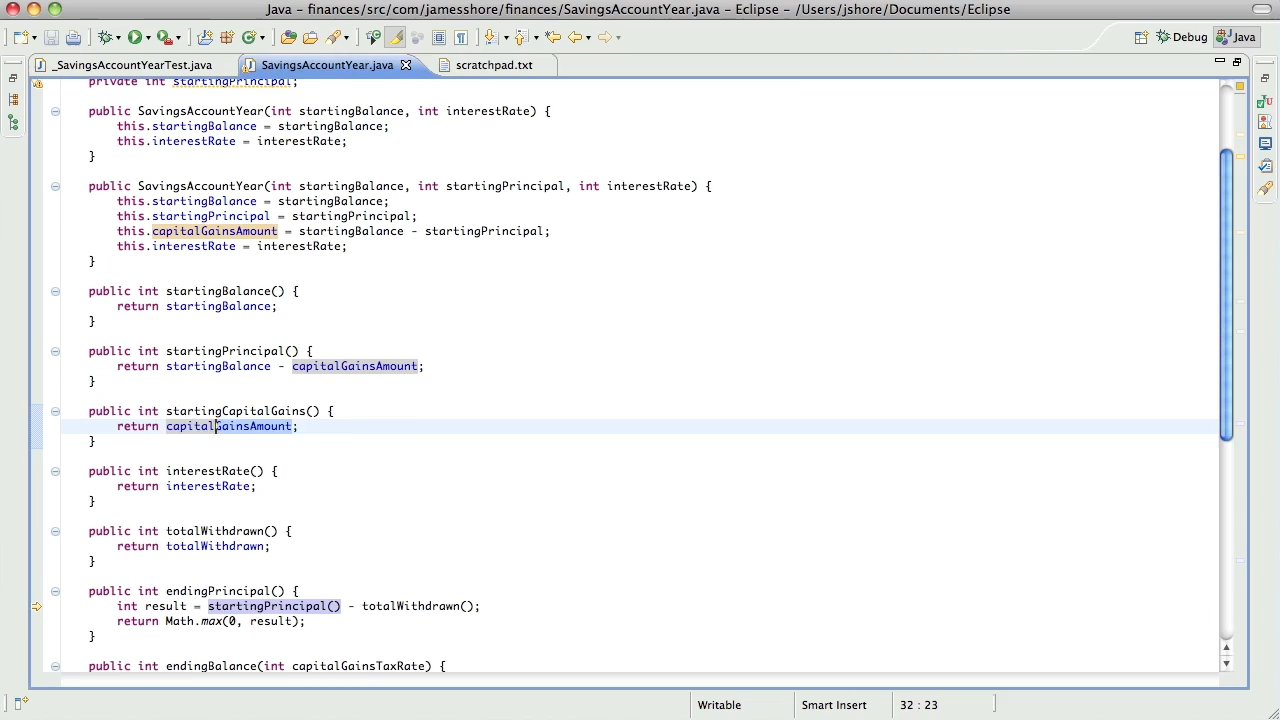 Java - finances/src/com/jamesshore/finances/SavingsAccountYear.java - Eclipse - /Users/jshore/Documents/Eclipse
Debug Java
_SavingsAccountYearTest.java SavingsAccountYear.java scratchpad.txt
private int startingPrincipal;
public SavingsAccountYear(int startingBalance, int interestRate) {
this.startingBalance = startingBalance;
this.interestRate = interestRate;
}
public SavingsAccountYear(int startingBalance, int startingPrincipal, int interestRate) {
this.startingBalance = startingBalance;
this.startingPrincipal = startingPrincipal;
this.capitalGainsAmount = startingBalance - startingPrincipal;
this.interestRate = interestRate;
}
public int startingBalance() {
return startingBalance;
}
public int startingPrincipal() {
return startingBalance - capitalGainsAmount;
}
public int startingCapitalGains() {
return capitalGainsAmount;
}
public int interestRate() {
return interestRate;
}
public int totalWithdrawn() {
return totalWithdrawn;
}
public int endingPrincipal() {
int result = startingPrincipal() - totalWithdrawn();
return Math.max(0, result);
}
public int endingBalance(int capitalGainsTaxRate) {
Writable Smart Insert 32 : 23